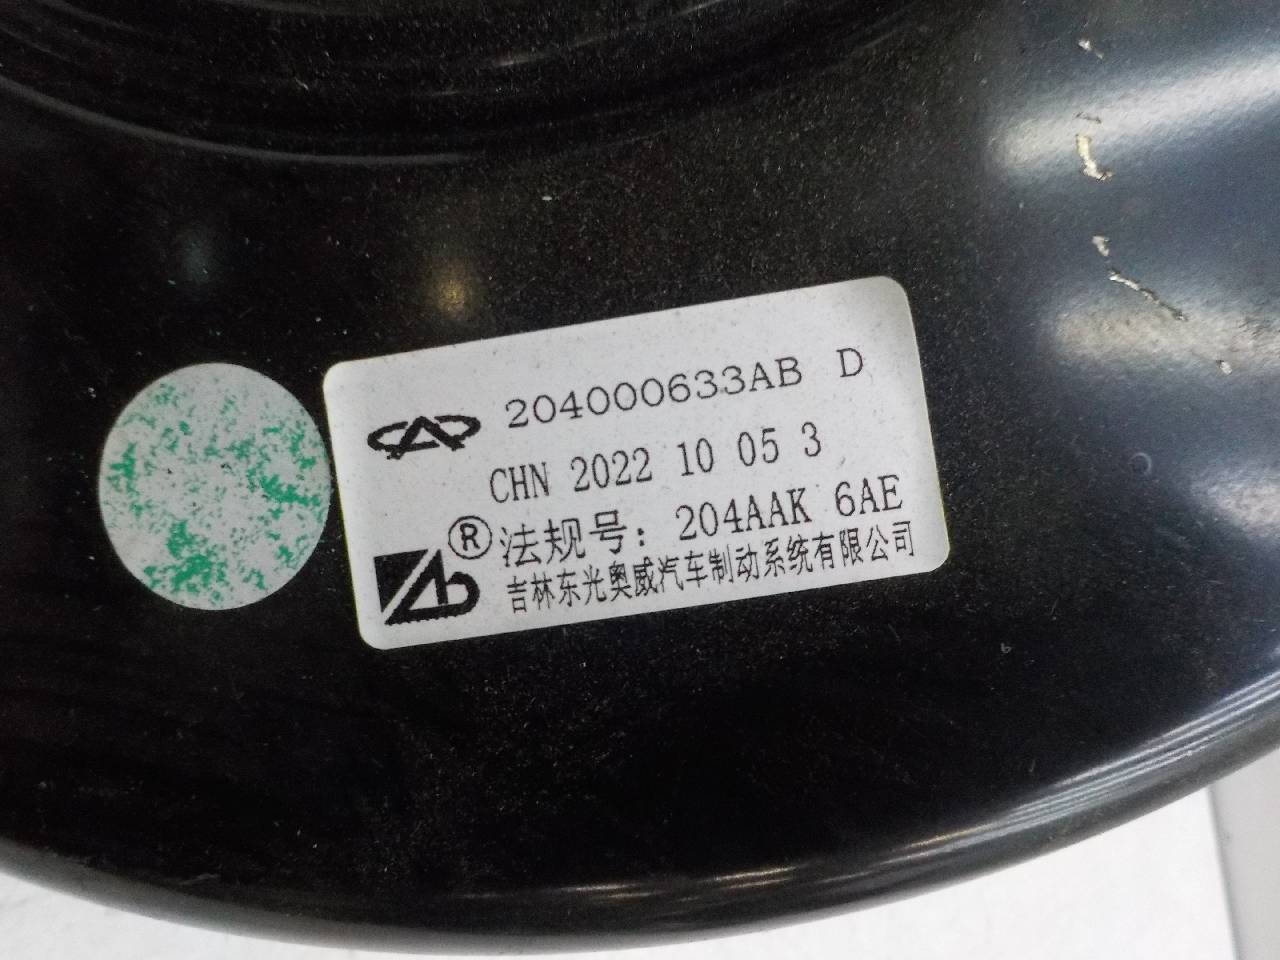 204000633AB D
CHN 2022 10 05 3
® 法规号: 204AAK 6AE
吉林东光奥威汽车制动系统有限公司